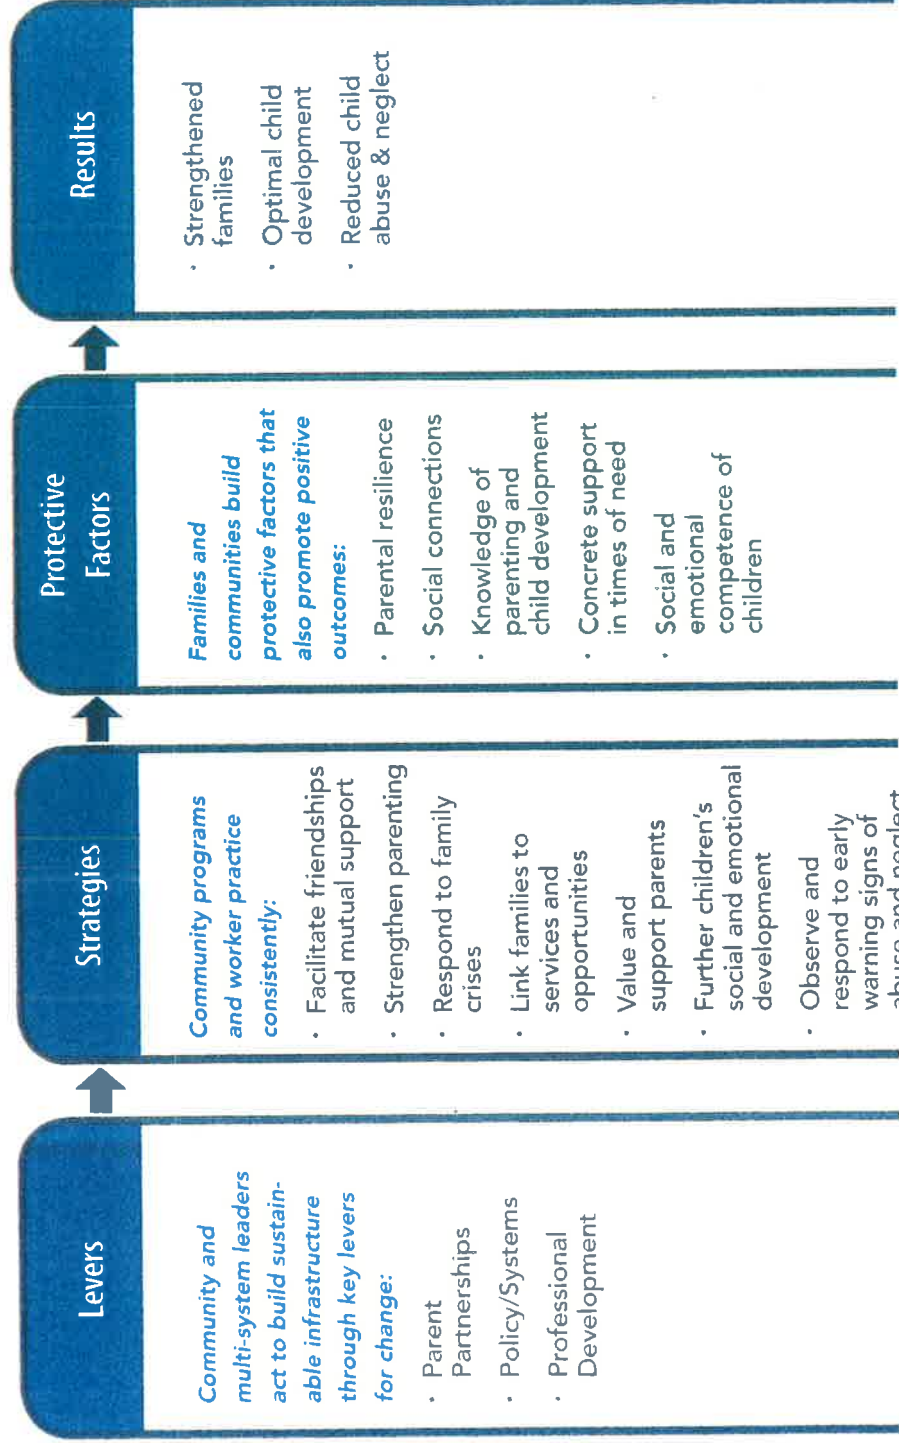 Levers
Community and
multi-system leaders
act to build sustain-
able infrastructure
through key levers
for change:
· Parent
Partnerships
· Policy/Systems
· Professional
Development
Strategies
Community programs
and worker practice
consistently:
· Facilitate friendships
and mutual support
· Strengthen parenting
· Respond to family
crises
· Link families to
services and
opportunities
· Value and
support parents
· Further children's
social and emotional
development
· Observe and
respond to early
warning signs of
abuse and neglect
Protective
Factors
Families and
communities build
protective factors that
also promote positive
outcomes:
· Parental resilience
· Social connections
· Knowledge of
parenting and
child development
· Concrete support
in times of need
· Social and
emotional
competence of
children
Results
· Strengthened
families
· Optimal child
development
· Reduced child
abuse & neglect